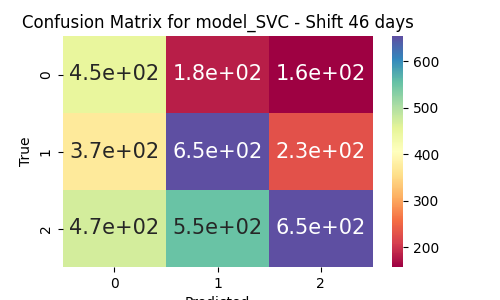 Confusion Matrix for model_SVC - Shift 46 days
0 4.5e+02 1.8e+02 1.6e+02
1 3.7e+02 6.5e+02 2.3e+02
2 4.7e+02 5.5e+02 6.5e+02
True
0 1 2
Predicted
600
500
400
300
200